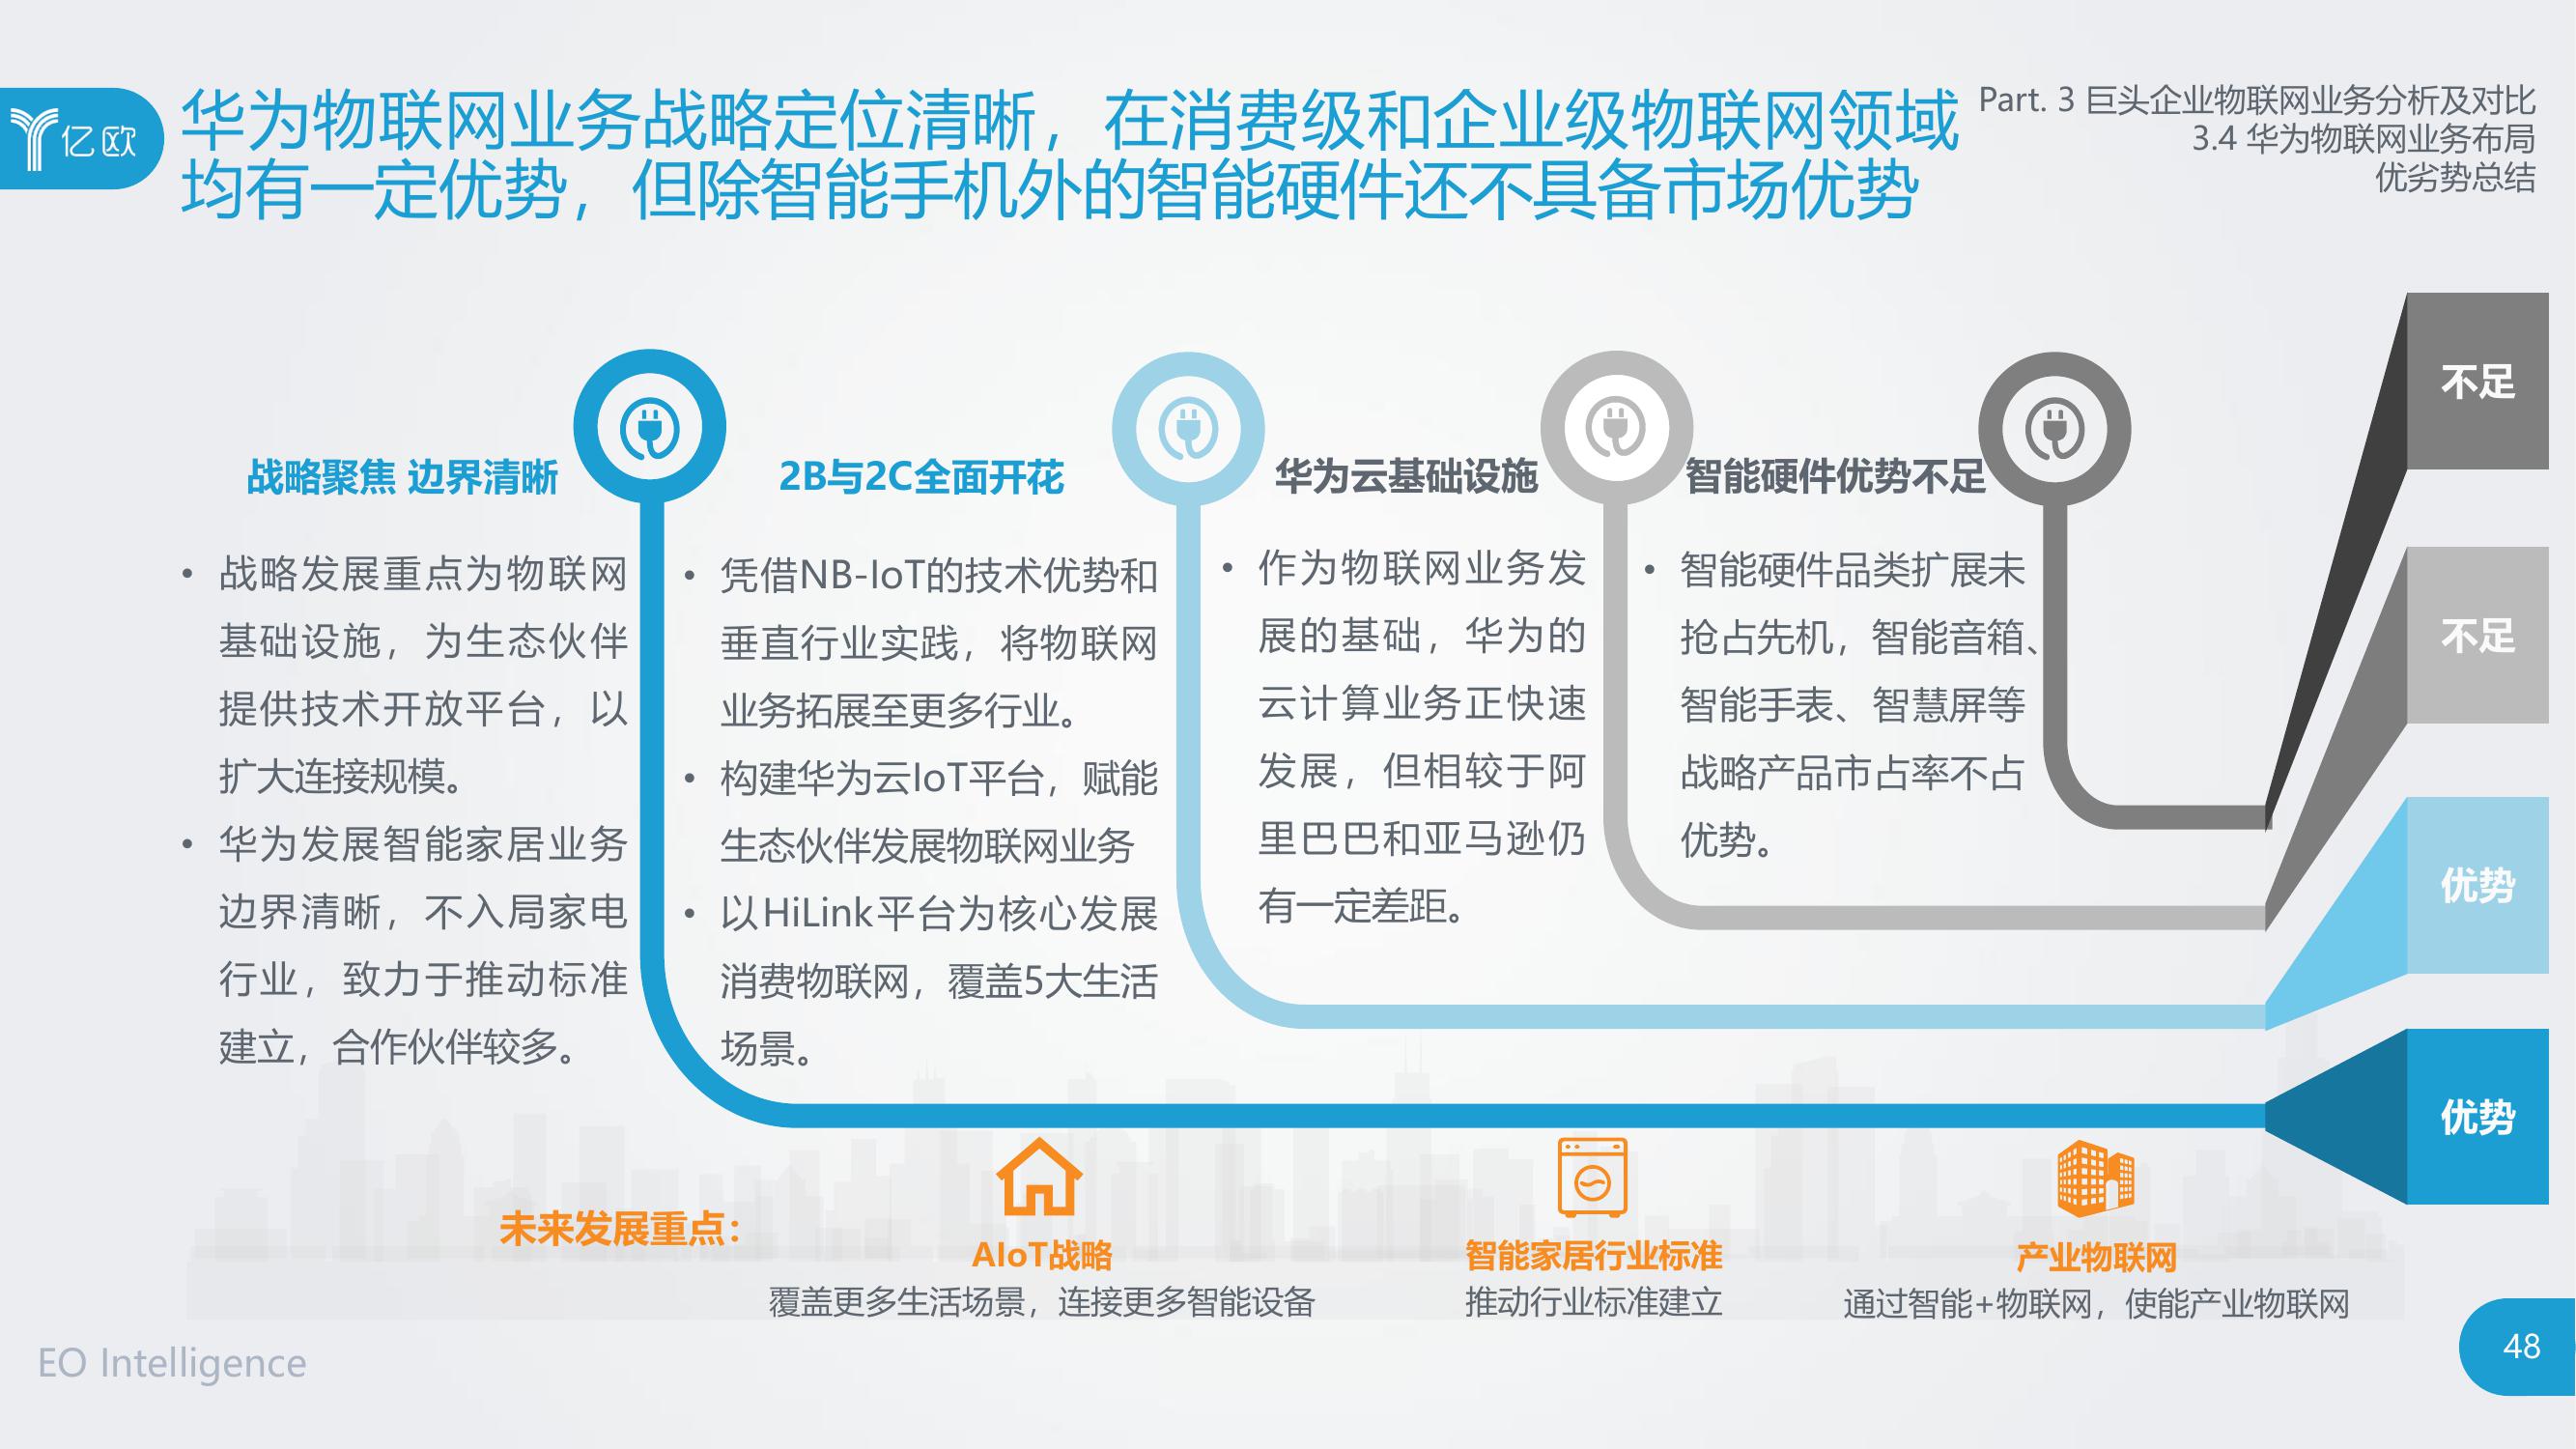 亿欧
华为物联网业务战略定位清晰，在消费级和企业级物联网领域
均有一定优势，但除智能手机外的智能硬件还不具备市场优势
Part. 3 巨头企业物联网业务分析及对比
3.4 华为物联网业务布局
优劣势总结
战略聚焦 边界清晰
• 战略发展重点为物联网
基础设施，为生态伙伴
提供技术开放平台，以
扩大连接规模。
• 华为发展智能家居业务
边界清晰，不入局家电
行业，致力于推动标准
建立，合作伙伴较多。
2B与2C全面开花
• 凭借NB-IoT的技术优势和
垂直行业实践，将物联网
业务拓展至更多行业。
• 构建华为云IoT平台，赋能
生态伙伴发展物联网业务
• 以HiLink平台为核心发展
消费物联网，覆盖5大生活
场景。
华为云基础设施
• 作为物联网业务发
展的基础，华为的
云计算业务正快速
发展，但相较于阿
里巴巴和亚马逊仍
有一定差距。
智能硬件优势不足
• 智能硬件品类扩展未
抢占先机，智能音箱、
智能手表、智慧屏等
战略产品市占率不占
优势。
不足
不足
优势
优势
未来发展重点：
AIoT战略
覆盖更多生活场景，连接更多智能设备
智能家居行业标准
推动行业标准建立
产业物联网
通过智能+物联网，使能产业物联网
EO Intelligence
48